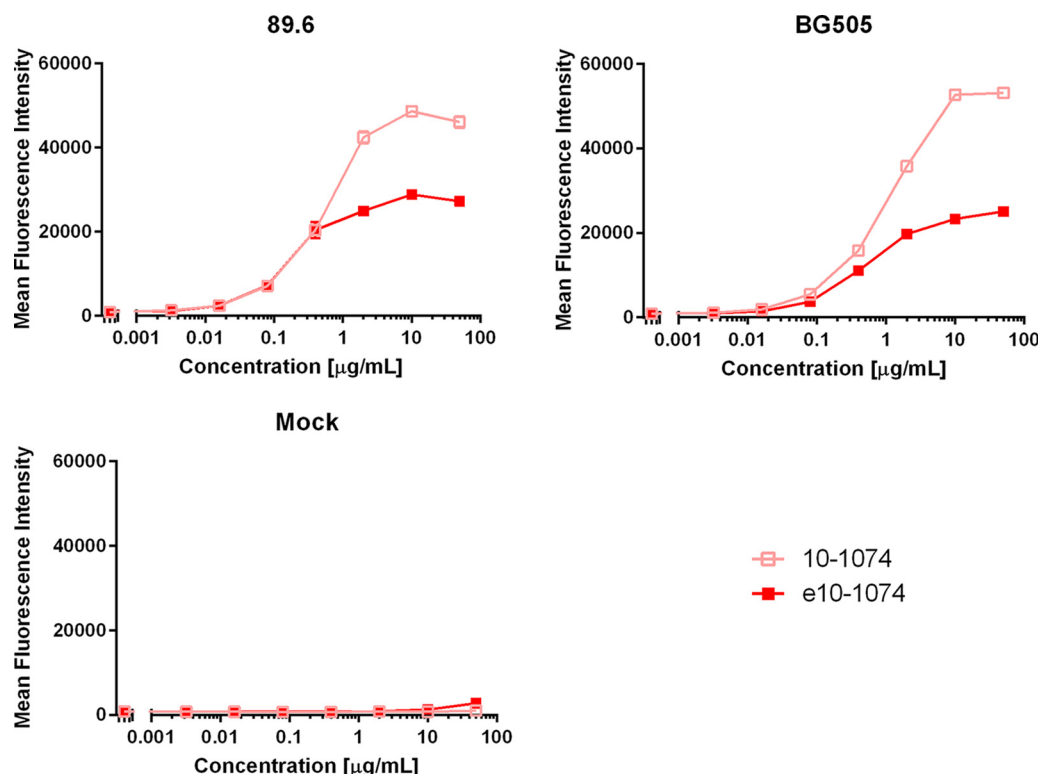 89.6
Mean Fluorescence Intensity
60000
40000
20000
0
0.001 0.01 0.1 1 10 100
Concentration [μg/mL]
BG505
Mean Fluorescence Intensity
60000
40000
20000
0
0.001 0.01 0.1 1 10 100
Concentration [μg/mL]
Mock
Mean Fluorescence Intensity
60000
40000
20000
0
0.001 0.01 0.1 1 10 100
Concentration [μg/mL]
10-1074
e10-1074